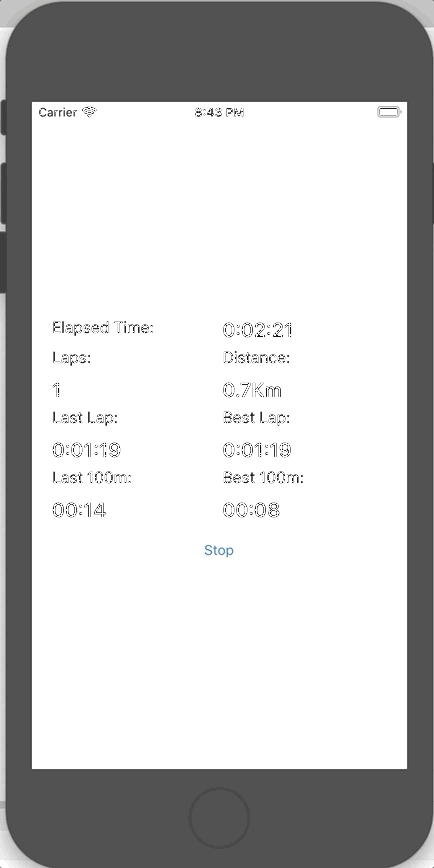 Carrier 8:43 PM
Elapsed Time: 0:02:21
Laps: Distance:
1 0.7Km
Last Lap: Best Lap:
0:01:19 0:01:19
Last 100m: Best 100m:
00:14 00:08
Stop